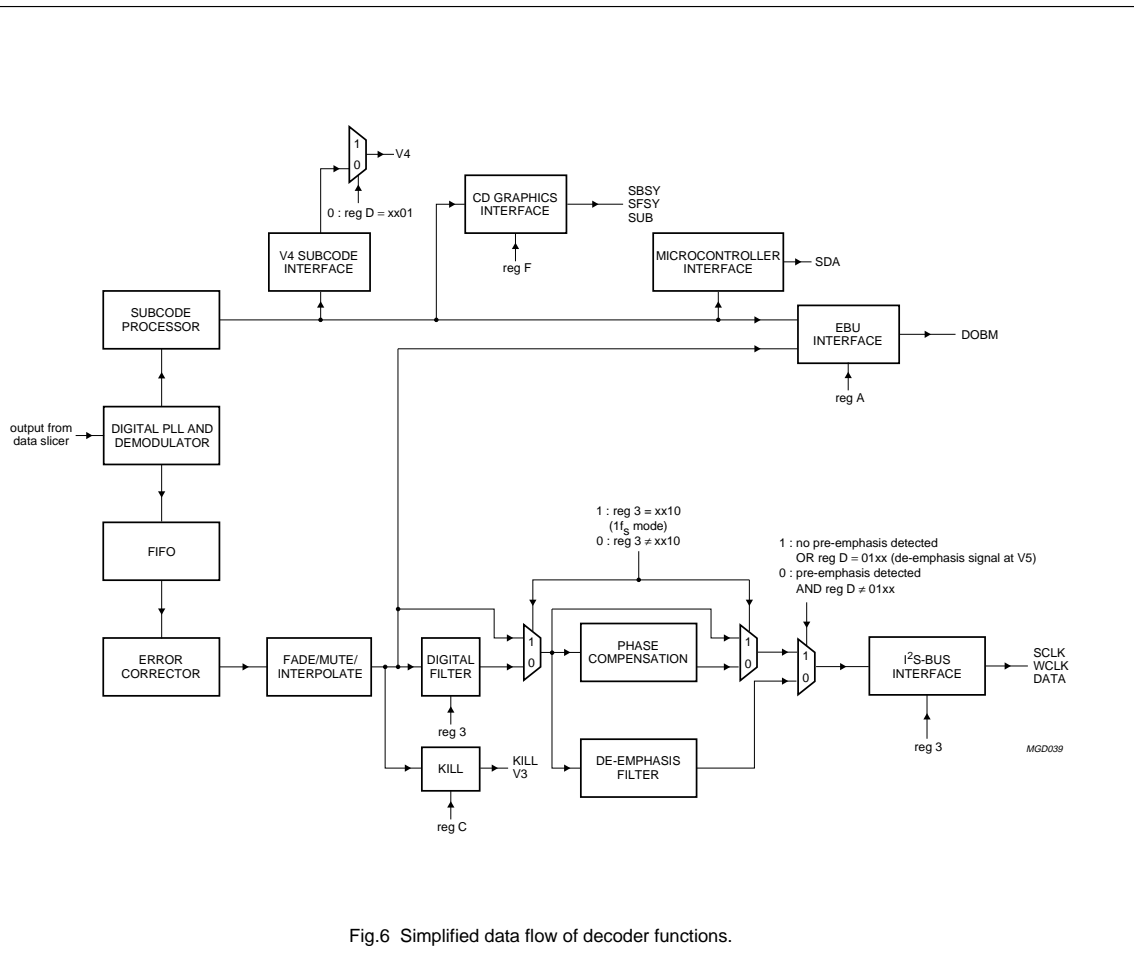 1
0
V4
0 : reg D = xx01
CD GRAPHICS
INTERFACE
SBSY
SFSY
SUB
reg F
V4 SUBCODE
INTERFACE
MICROCONTROLLER
INTERFACE
SDA
SUBCODE
PROCESSOR
EBU
INTERFACE
DOBM
reg A
output from
data slicer
DIGITAL PLL AND
DEMODULATOR
FIFO
1 : reg 3 = xx10
(1fs mode)
0 : reg 3 ≠ xx10
1 : no pre-emphasis detected
OR reg D = 01xx (de-emphasis signal at V5)
0 : pre-emphasis detected
AND reg D ≠ 01xx
ERROR
CORRECTOR
FADE/MUTE/
INTERPOLATE
DIGITAL
FILTER
reg 3
1
0
PHASE
COMPENSATION
1
0
1
0
I2S-BUS
INTERFACE
SCLK
WCLK
DATA
reg 3
KILL
KILL
V3
reg C
DE-EMPHASIS
FILTER
MGD039
Fig.6 Simplified data flow of decoder functions.